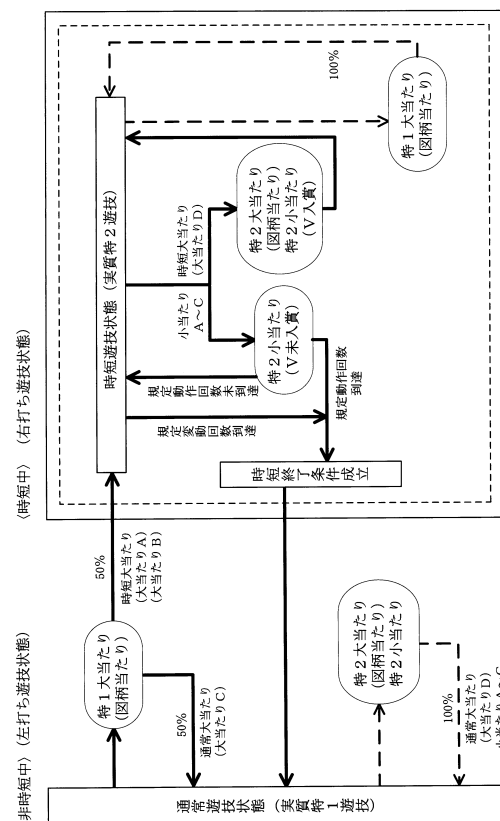 非時短中〉(左打ち遊技状態)
〈時短中〉(右打ち遊技状態)
通常遊技状態(実質特1遊技)
特1大当たり
(図柄当たり)
50%
時短大当たり
(大当たりA)
(大当たりB)
50%
通常大当たり
(大当たりC)
特2大当たり
(図柄当たり)
特2小当たり
100%
通常大当たり
(大当たりD)
時短遊技状態(実質特2遊技)
規定変動回数到達
規定動作回数未到達
小当たり
A~C
時短大当たり
(大当たりD)
特2小当たり
(V未入賞)
特2大当たり
(図柄当たり)
特2小当たり
(V入賞)
規定動作回数
到達
時短終了条件成立
特1大当たり
(図柄当たり)
100%